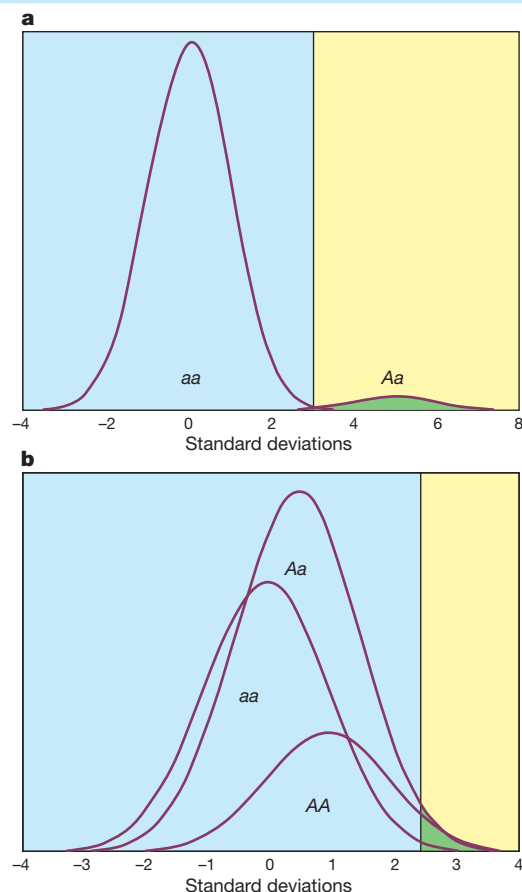 a
aa
Aa
–4 –2 0 2 4 6 8
Standard deviations
b
Aa
aa
AA
–4 –3 –2 –1 0 1 2 3 4
Standard deviations